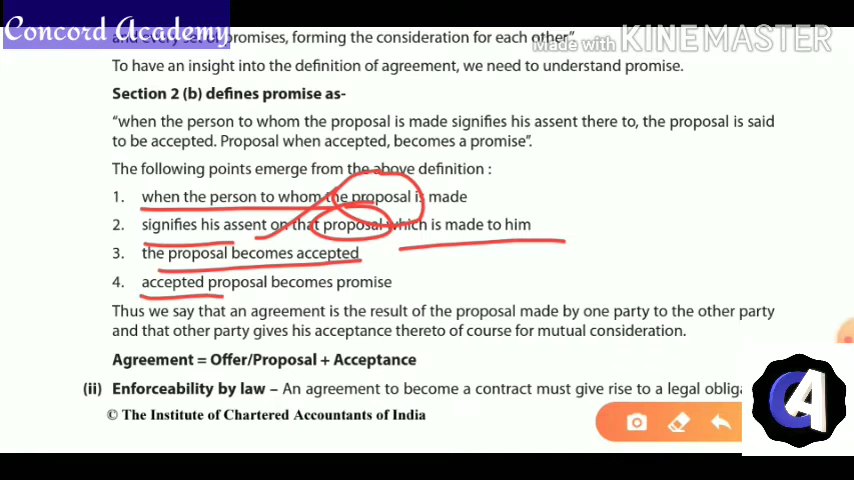 Concord Academy
and every set of promises, forming the consideration for each other”.
Made with KINEMASTER
To have an insight into the definition of agreement, we need to understand promise.
Section 2 (b) defines promise as-
“when the person to whom the proposal is made signifies his assent there to, the proposal is said
to be accepted. Proposal when accepted, becomes a promise”.
The following points emerge from the above definition :
1. when the person to whom the proposal is made
2. signifies his assent on that proposal which is made to him
3. the proposal becomes accepted
4. accepted proposal becomes promise
Thus we say that an agreement is the result of the proposal made by one party to the other party
and that other party gives his acceptance thereto of course for mutual consideration.
Agreement = Offer/Proposal + Acceptance
(ii) Enforceability by law – An agreement to become a contract must give rise to a legal
© The Institute of Chartered Accountants of India
CA